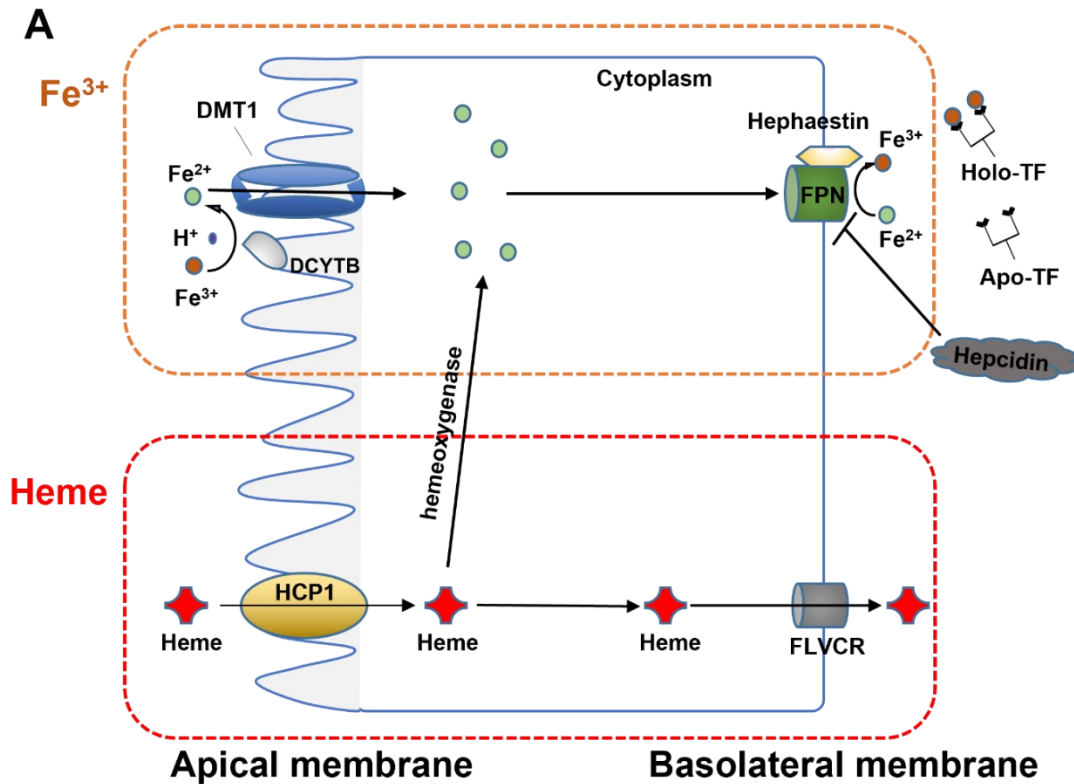 A
Fe³⁺
Cytoplasm
DMT1
Hephaestin
Fe³⁺
Holo-TF
Fe²⁺
FPN
H⁺
Fe²⁺
DCYTB
Fe³⁺
Apo-TF
Hepcidin
hemeoxygenase
Heme
HCP1
Heme
Heme
Heme
FLVCR
Apical membrane
Basolateral membrane